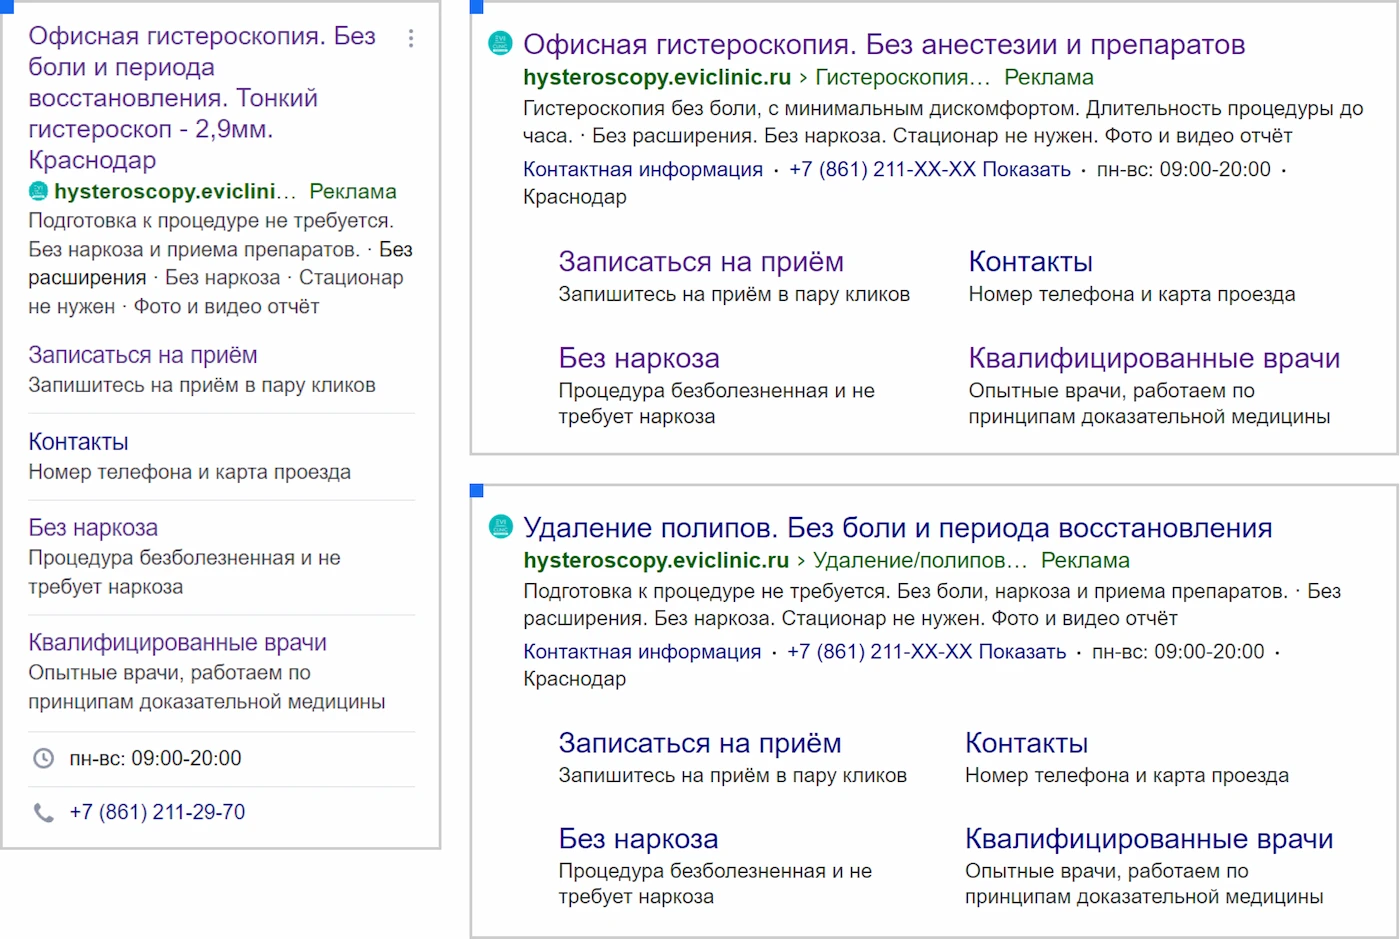 Офисная гистероскопия. Без
боли и периода
восстановления. Тонкий
гистероскоп - 2,9мм.
Краснодар
hysteroscopy.eviclini... Реклама
Подготовка к процедуре не требуется.
Без наркоза и приема препаратов. · Без
расширения · Без наркоза · Стационар
не нужен · Фото и видео отчёт
Записаться на приём
Запишитесь на приём в пару кликов
Контакты
Номер телефона и карта проезда
Без наркоза
Процедура безболезненная и не
требует наркоза
Квалифицированные врачи
Опытные врачи, работаем по
принципам доказательной медицины
пн-вс: 09:00-20:00
+7 (861) 211-29-70
Офисная гистероскопия. Без анестезии и препаратов
hysteroscopy.eviclinic.ru › Гистероскопия... Реклама
Гистероскопия без боли, с минимальным дискомфортом. Длительность процедуры до
часа. · Без расширения. Без наркоза. Стационар не нужен. Фото и видео отчёт
Контактная информация · +7 (861) 211-XX-XX Показать · пн-вс: 09:00-20:00 ·
Краснодар
Записаться на приём
Запишитесь на приём в пару кликов
Контакты
Номер телефона и карта проезда
Без наркоза
Процедура безболезненная и не
требует наркоза
Квалифицированные врачи
Опытные врачи, работаем по
принципам доказательной медицины
Удаление полипов. Без боли и периода восстановления
hysteroscopy.eviclinic.ru › Удаление/полипов... Реклама
Подготовка к процедуре не требуется. Без боли, наркоза и приема препаратов. · Без
расширения. Без наркоза. Стационар не нужен. Фото и видео отчёт
Контактная информация · +7 (861) 211-XX-XX Показать · пн-вс: 09:00-20:00 ·
Краснодар
Записаться на приём
Запишитесь на приём в пару кликов
Контакты
Номер телефона и карта проезда
Без наркоза
Процедура безболезненная и не
требует наркоза
Квалифицированные врачи
Опытные врачи, работаем по
принципам доказательной медицины